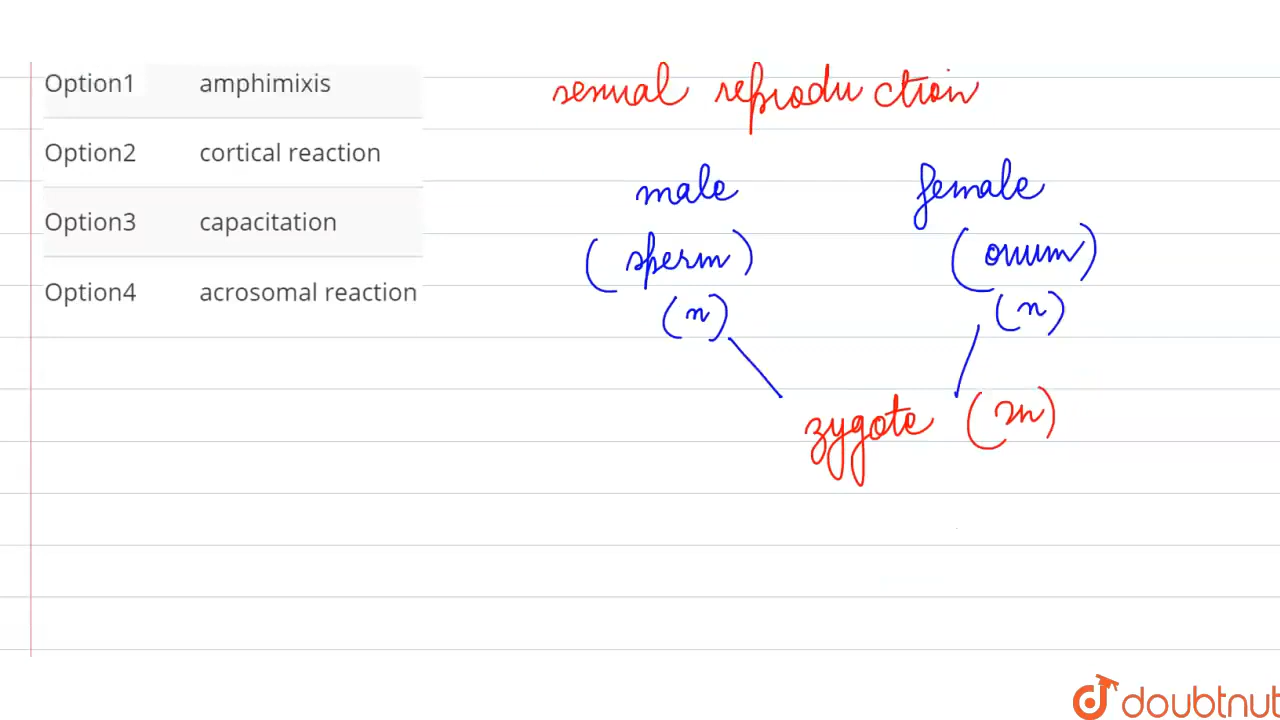 Option1 amphimixis
Option2 cortical reaction
Option3 capacitation
Option4 acrosomal reaction
sexual reproduction
male female
(sperm) (ovum)
(n) (n)
zygote (2n)
doubtnut